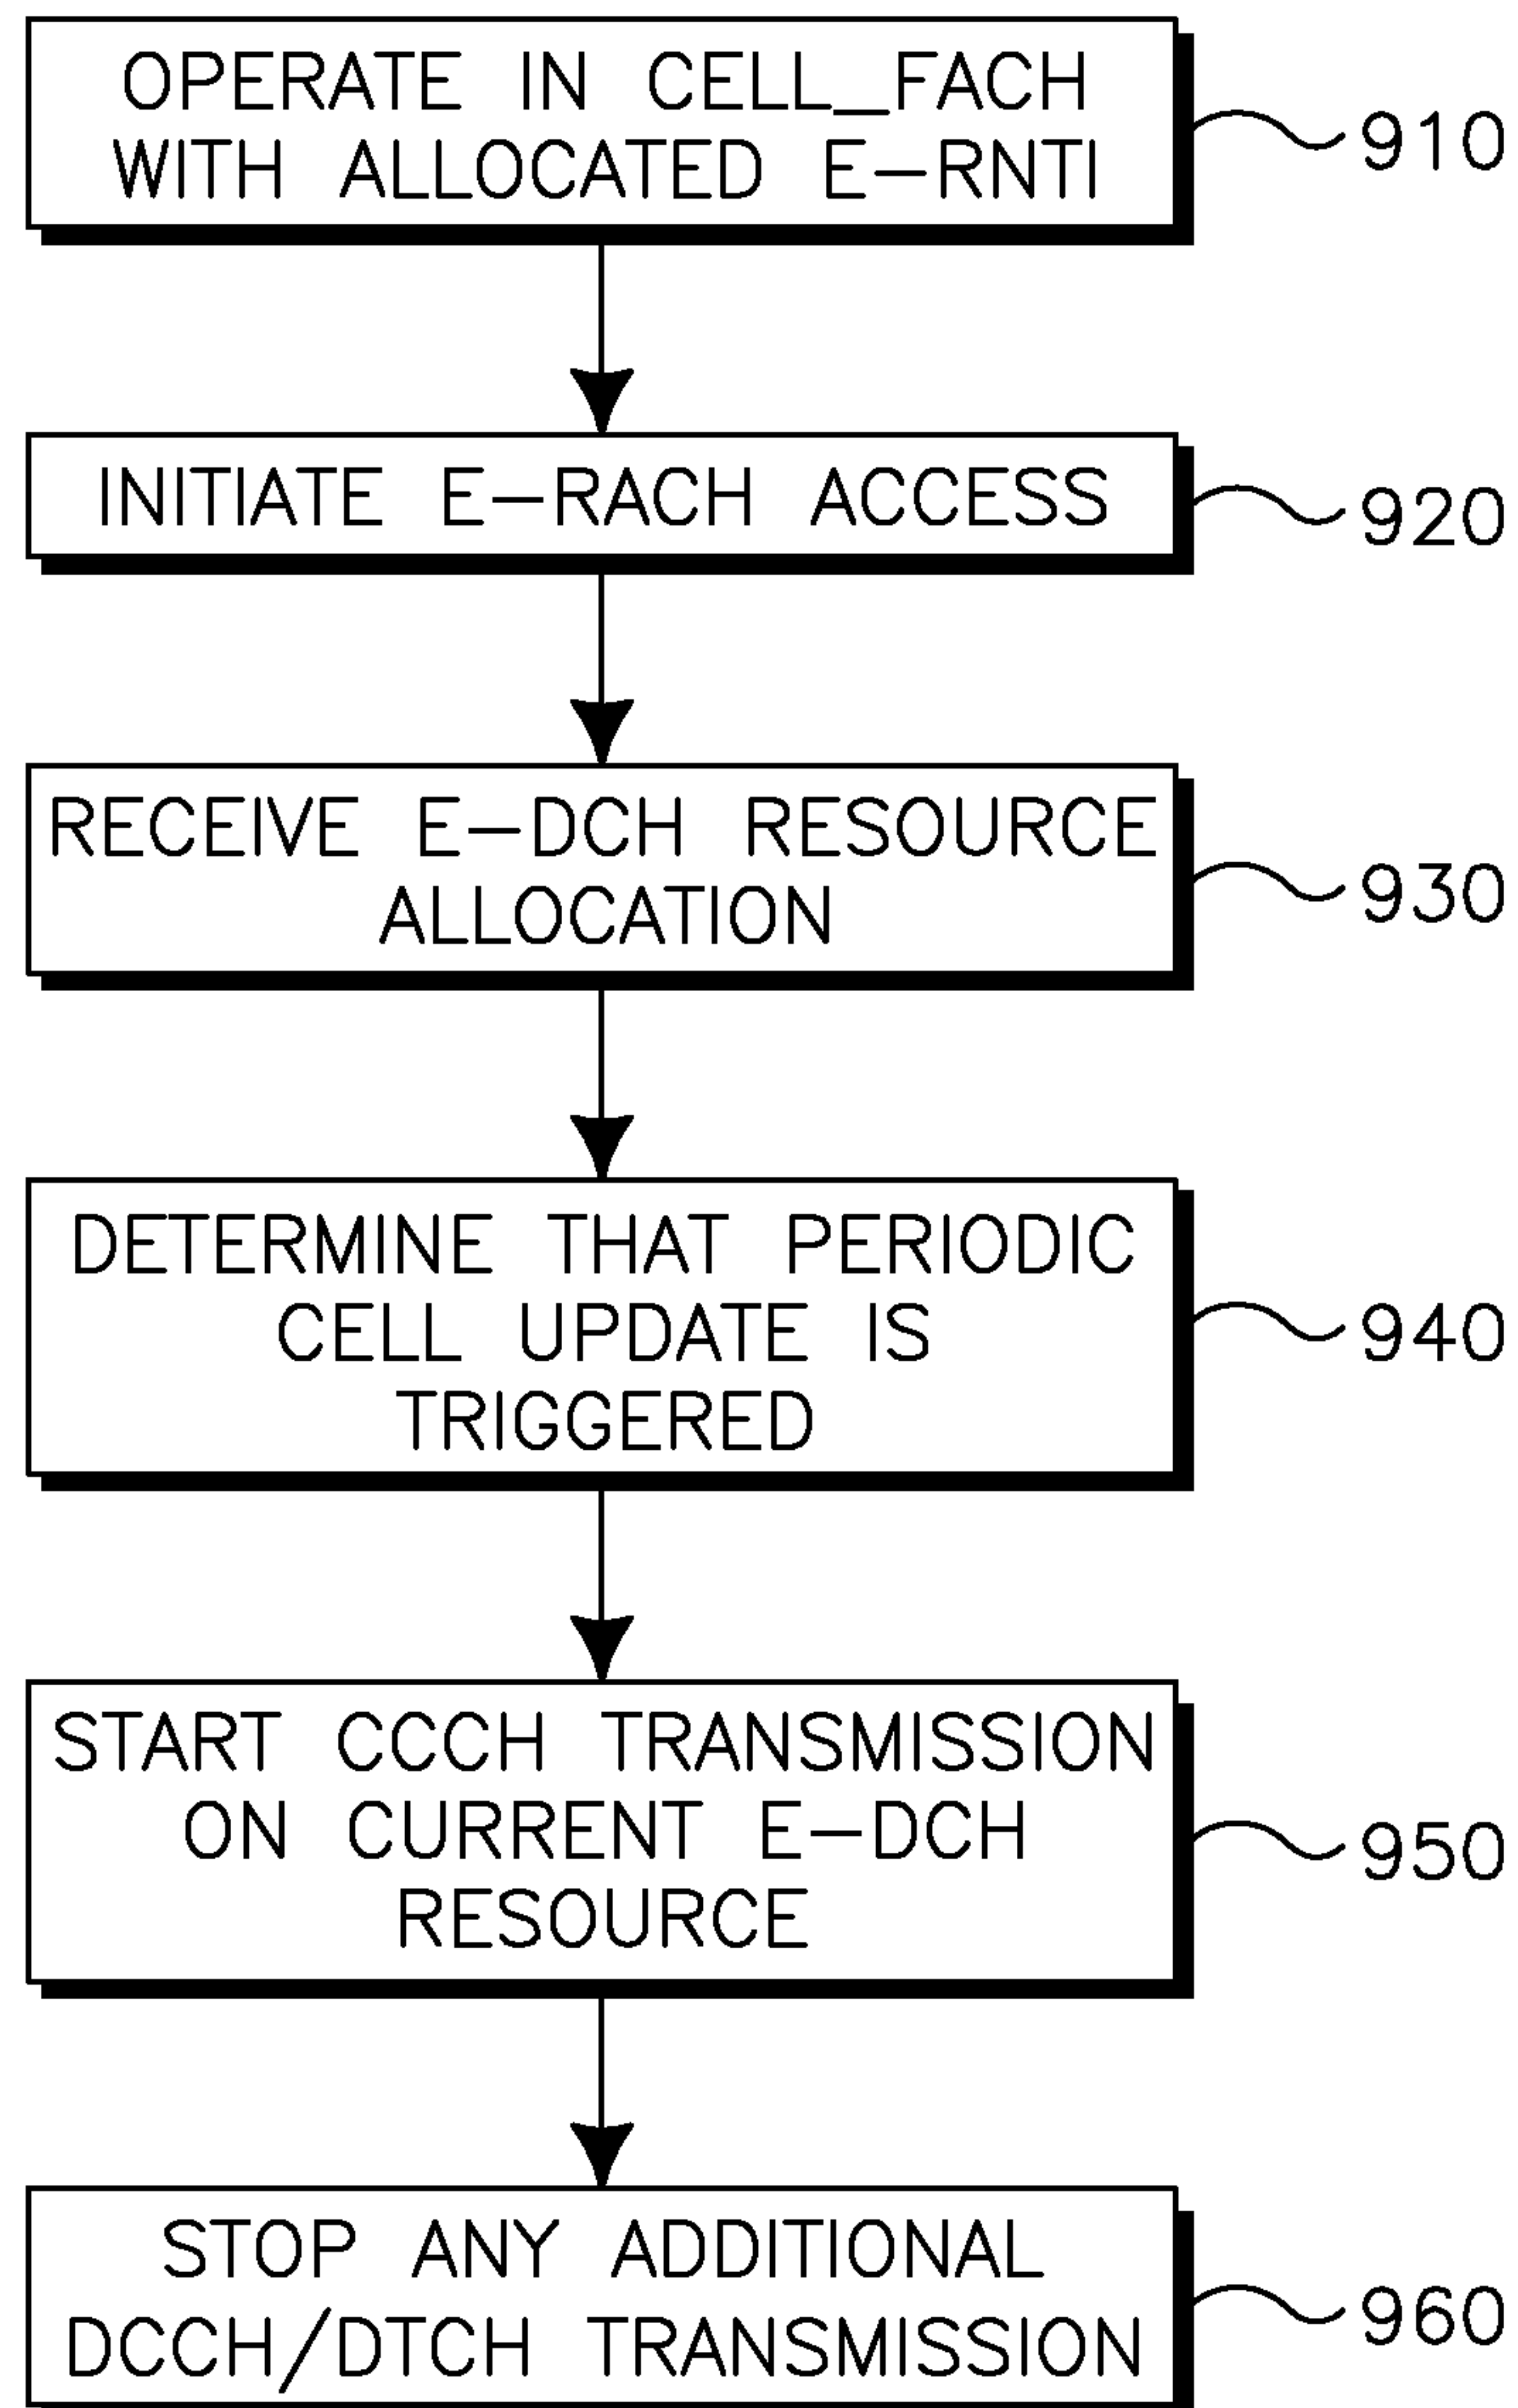 OPERATE IN CELL_FACH
WITH ALLOCATED E-RNTI
910
INITIATE E-RACH ACCESS
920
RECEIVE E-DCH RESOURCE
ALLOCATION
930
DETERMINE THAT PERIODIC
CELL UPDATE IS
TRIGGERED
940
START CCCH TRANSMISSION
ON CURRENT E-DCH
RESOURCE
950
STOP ANY ADDITIONAL
DCCH/DTCH TRANSMISSION
960